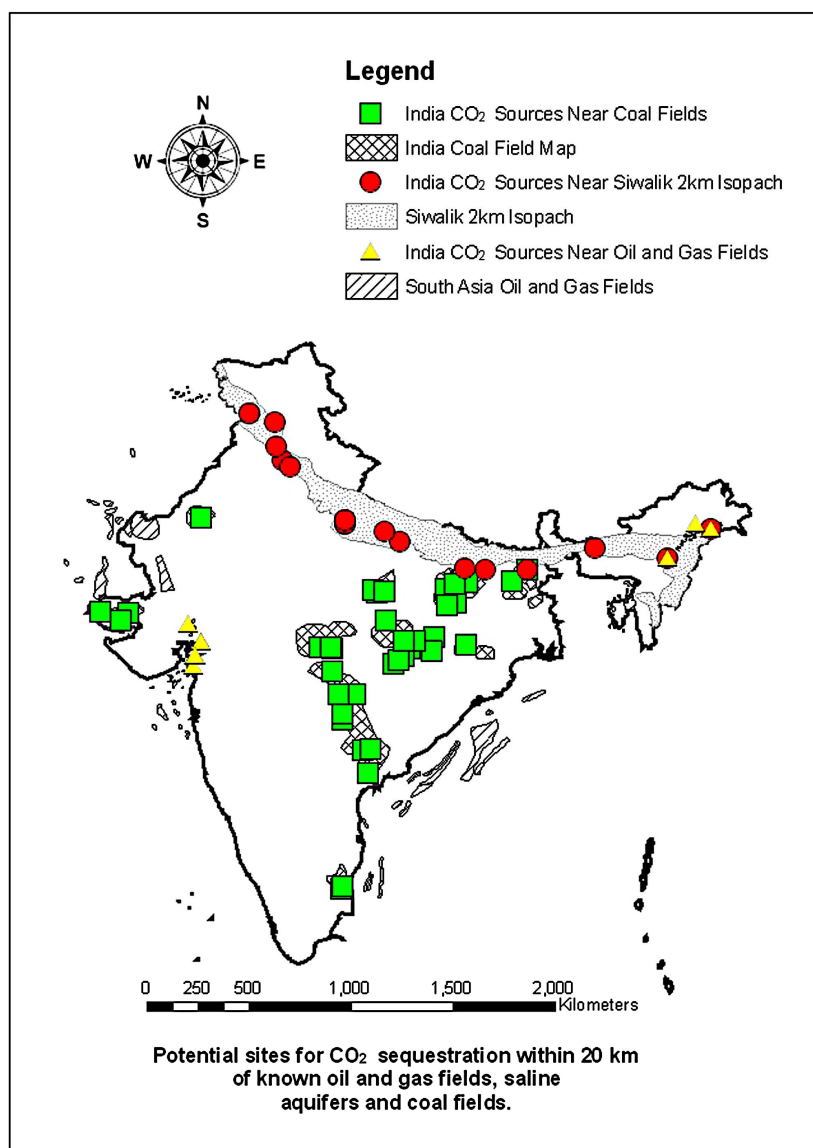 Legend
N
W E
S
India CO₂ Sources Near Coal Fields
India Coal Field Map
India CO₂ Sources Near Siwalik 2km Isopach
Siwalik 2km Isopach
India CO₂ Sources Near Oil and Gas Fields
South Asia Oil and Gas Fields
0 250 500 1,000 1,500 2,000
Kilometers
Potential sites for CO₂ sequestration within 20 km
of known oil and gas fields, saline
aquifers and coal fields.